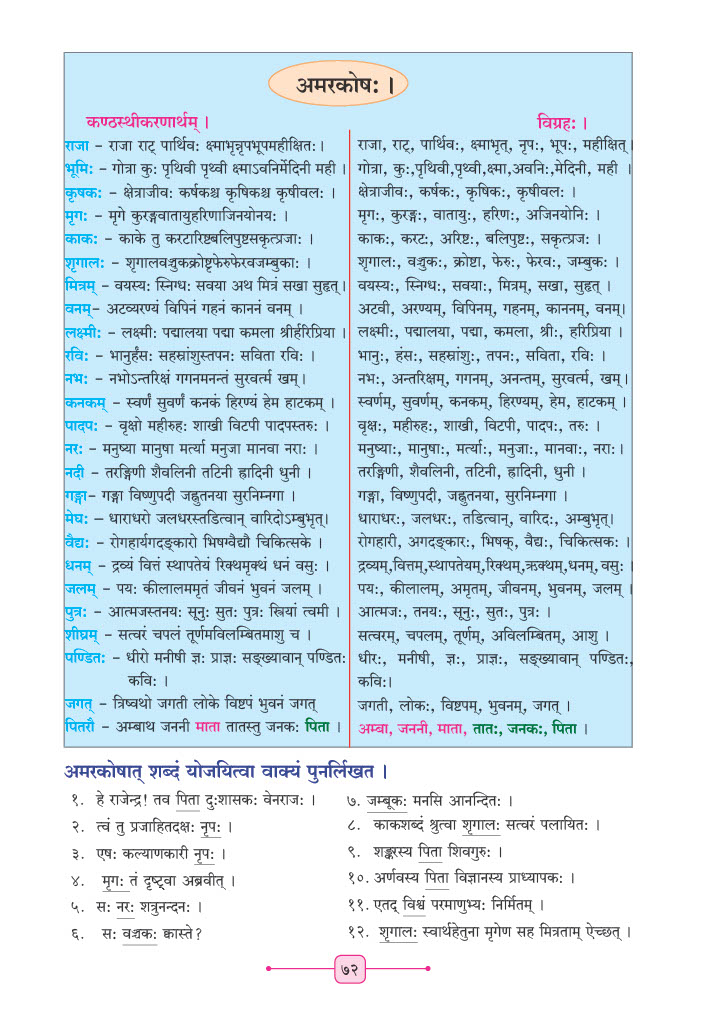 अमरकोषः ।
कण्ठस्थीकरणार्थम् ।
राजा – राजा राट् पार्थिवः क्ष्माभृन्नृपभूपमहीक्षितः।
भूमिः – गोत्रा कुः पृथिवी पृथ्वी क्ष्माऽवनिर्मेदिनी मही ।
कृषकः – क्षेत्राजीवः कर्षकश्च कृषिकश्च कृषीवलः ।
मृगः – मृगे कुरङ्गवातायुहरिणाजिनयोनयः ।
काकः – काके तु करटारिष्टबलिपुष्टसकृत्प्रजाः ।
शृगालः – शृगालवञ्चुकक्रोष्टृफेरुफेरवजम्बुकाः ।
मित्रम् – वयस्यः स्निग्धः सवया अथ मित्रं सखा सुहृत्।
वनम्– अटव्यरण्यं विपिनं गहनं काननं वनम् ।
लक्ष्मीः – लक्ष्मीः पद्मालया पद्मा कमला श्रीर्हरिप्रिया ।
रविः – भानुर्हंसः सहस्रांशुस्तपनः सविता रविः ।
नभः – नभोऽन्तरिक्षं गगनमनन्तं सुरवर्त्म खम्।
कनकम् – स्वर्णं सुवर्णं कनकं हिरण्यं हेम हाटकम् ।
पादपः – वृक्षो महीरुहः शाखी विटपी पादपस्तरुः ।
नरः – मनुष्या मानुषा मर्त्या मनुजा मानवा नराः ।
नदी – तरङ्गिणी शैवलिनी तटिनी ह्रादिनी धुनी ।
गङ्गा– गङ्गा विष्णुपदी जह्नुतनया सुरनिम्नगा ।
मेघः – धाराधरो जलधरस्तडित्वान् वारिदोऽम्बुभृत्।
वैद्यः – रोगहार्यगदङ्कारो भिषग्वैद्यौ चिकित्सके ।
धनम् – द्रव्यं वित्तं स्थापतेयं रिक्थमृक्थं धनं वसुः ।
जलम् – पयः कीलालममृतं जीवनं भुवनं जलम् ।
पुत्रः – आत्मजस्तनयः सूनुः सुतः पुत्रः स्त्रियां त्वमी ।
शीघ्रम् – सत्वरं चपलं तूर्णमविलम्बितमाशु च ।
पण्डितः – धीरो मनीषी ज्ञः प्राज्ञः सङ्ख्यावान् पण्डितः
कविः ।
जगत् – त्रिष्वथो जगती लोके विष्टपं भुवनं जगत्
पितरौ – अम्बाथ जननी माता तातस्तु जनकः पिता ।
विग्रहः ।
राजा, राट्, पार्थिवः, क्ष्माभृत्, नृपः, भूपः, महीक्षित्।
गोत्रा, कुः,पृथिवी,पृथ्वी,क्ष्मा,अवनिः,मेदिनी, मही ।
क्षेत्राजीवः, कर्षकः, कृषिकः, कृषीवलः ।
मृगः, कुरङ्गः, वातायुः, हरिणः, अजिनयोनिः ।
काकः, करटः, अरिष्टः, बलिपुष्टः, सकृत्प्रजः ।
शृगालः, वञ्चुकः, क्रोष्टा, फेरुः, फेरवः, जम्बुकः ।
वयस्यः, स्निग्धः, सवयाः, मित्रम्, सखा, सुहृत् ।
अटवी, अरण्यम्, विपिनम्, गहनम्, काननम्, वनम्।
लक्ष्मीः, पद्मालया, पद्मा, कमला, श्रीः, हरिप्रिया ।
भानुः, हंसः, सहस्रांशुः, तपनः, सविता, रविः ।
नभः, अन्तरिक्षम्, गगनम्, अनन्तम्, सुरवर्त्म, खम्।
स्वर्णम्, सुवर्णम्, कनकम्, हिरण्यम्, हेम, हाटकम् ।
वृक्षः, महीरुहः, शाखी, विटपी, पादपः, तरुः ।
मनुष्याः, मानुषाः, मर्त्याः, मनुजाः, मानवाः, नराः।
तरङ्गिणी, शैवलिनी, तटिनी, ह्रादिनी, धुनी ।
गङ्गा, विष्णुपदी, जह्नुतनया, सुरनिम्नगा ।
धाराधरः, जलधरः, तडित्वान्, वारिदः, अम्बुभृत्।
रोगहारी, अगदङ्कारः, भिषक्, वैद्यः, चिकित्सकः ।
द्रव्यम्,वित्तम्,स्थापतेयम्,रिक्थम्,ऋक्थम्,धनम्,वसुः ।
पयः, कीलालम्, अमृतम्, जीवनम्, भुवनम्, जलम् ।
आत्मजः, तनयः, सूनुः, सुतः, पुत्रः ।
सत्वरम्, चपलम्, तूर्णम्, अविलम्बितम्, आशु ।
धीरः, मनीषी, ज्ञः, प्राज्ञः, सङ्ख्यावान् पण्डितः,
कविः।
जगती, लोकः, विष्टपम्, भुवनम्, जगत् ।
अम्बा, जननी, माता, तातः, जनकः, पिता ।
अमरकोषात् शब्दं योजयित्वा वाक्यं पुनर्लिखत ।
१. हे राजेन्द्र! तव पिता दुःशासकः वेनराजः ।
२. त्वं तु प्रजाहितदक्षः नृपः ।
३. एषः कल्याणकारी नृपः ।
४. मृगः तं दृष्ट्वा अब्रवीत् ।
५. सः नरः शत्रुनन्दनः ।
६. सः वञ्चकः क्वास्ते?
७. जम्बूकः मनसि आनन्दितः ।
८. काकशब्दं श्रुत्वा शृगालः सत्वरं पलायितः ।
९. शङ्करस्य पिता शिवगुरुः ।
१०. अर्णवस्य पिता विज्ञानस्य प्राध्यापकः ।
११. एतद् विश्वं परमाणुभ्यः निर्मितम् ।
१२. शृगालः स्वार्थहेतुना मृगेण सह मित्रताम् ऐच्छत् ।
७२